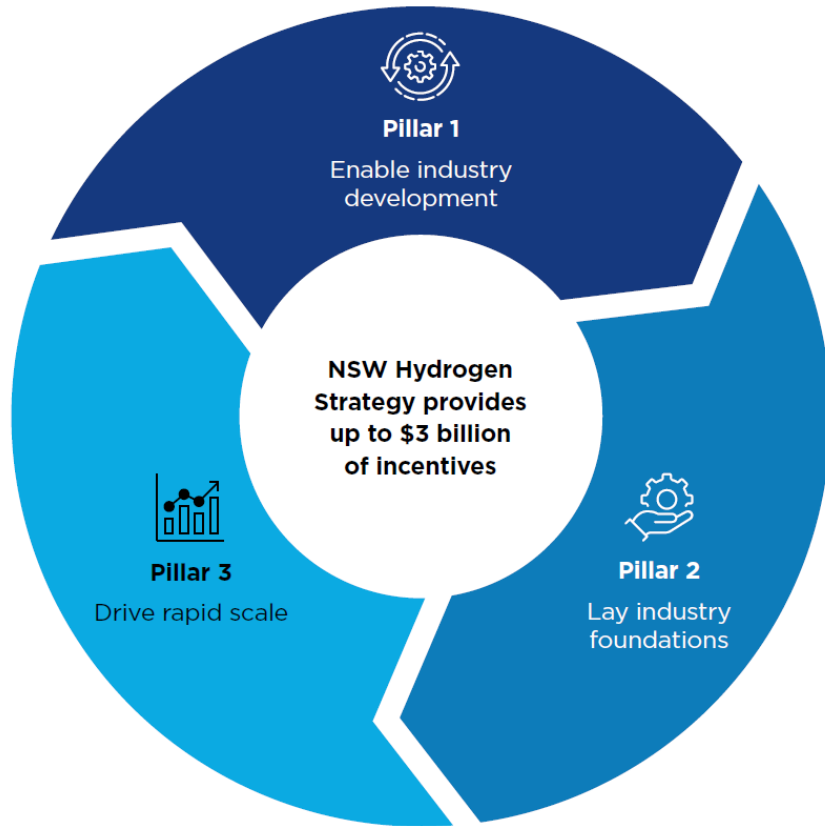 Pillar 1
Enable industry
development
NSW Hydrogen
Strategy provides
up to $3 billion
of incentives
Pillar 2
Lay industry
foundations
Pillar 3
Drive rapid scale